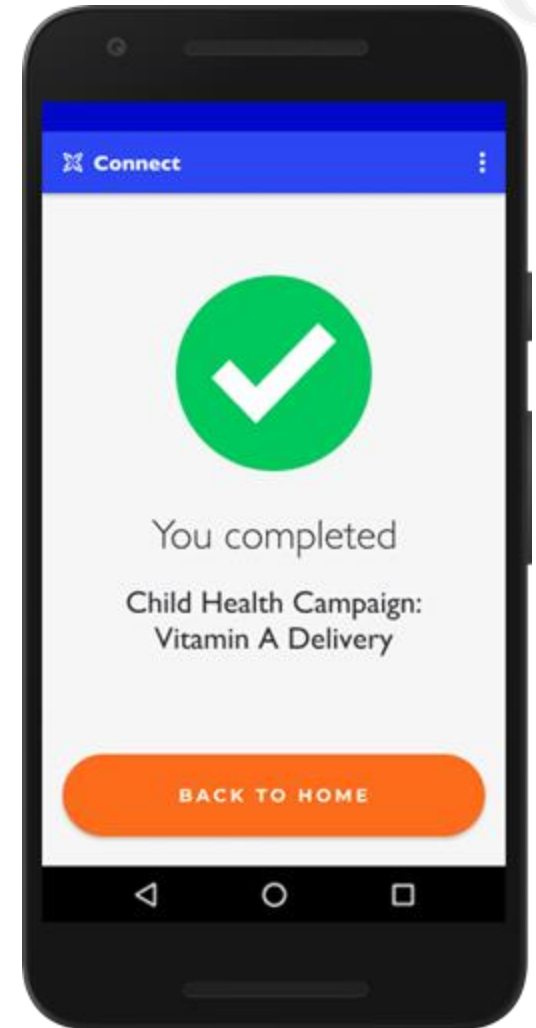 Connect
You completed
Child Health Campaign:
Vitamin A Delivery
BACK TO HOME